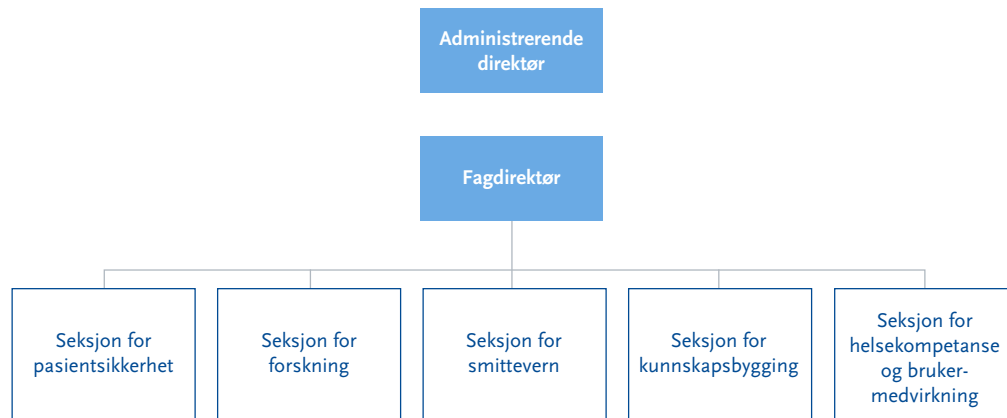 Administrerende
direktør
Fagdirektør
Seksjon for
pasientsikkerhet
Seksjon for
forskning
Seksjon for
smittevern
Seksjon for
kunnskapsbygging
Seksjon for
helsekompetanse
og bruker-
medvirkning